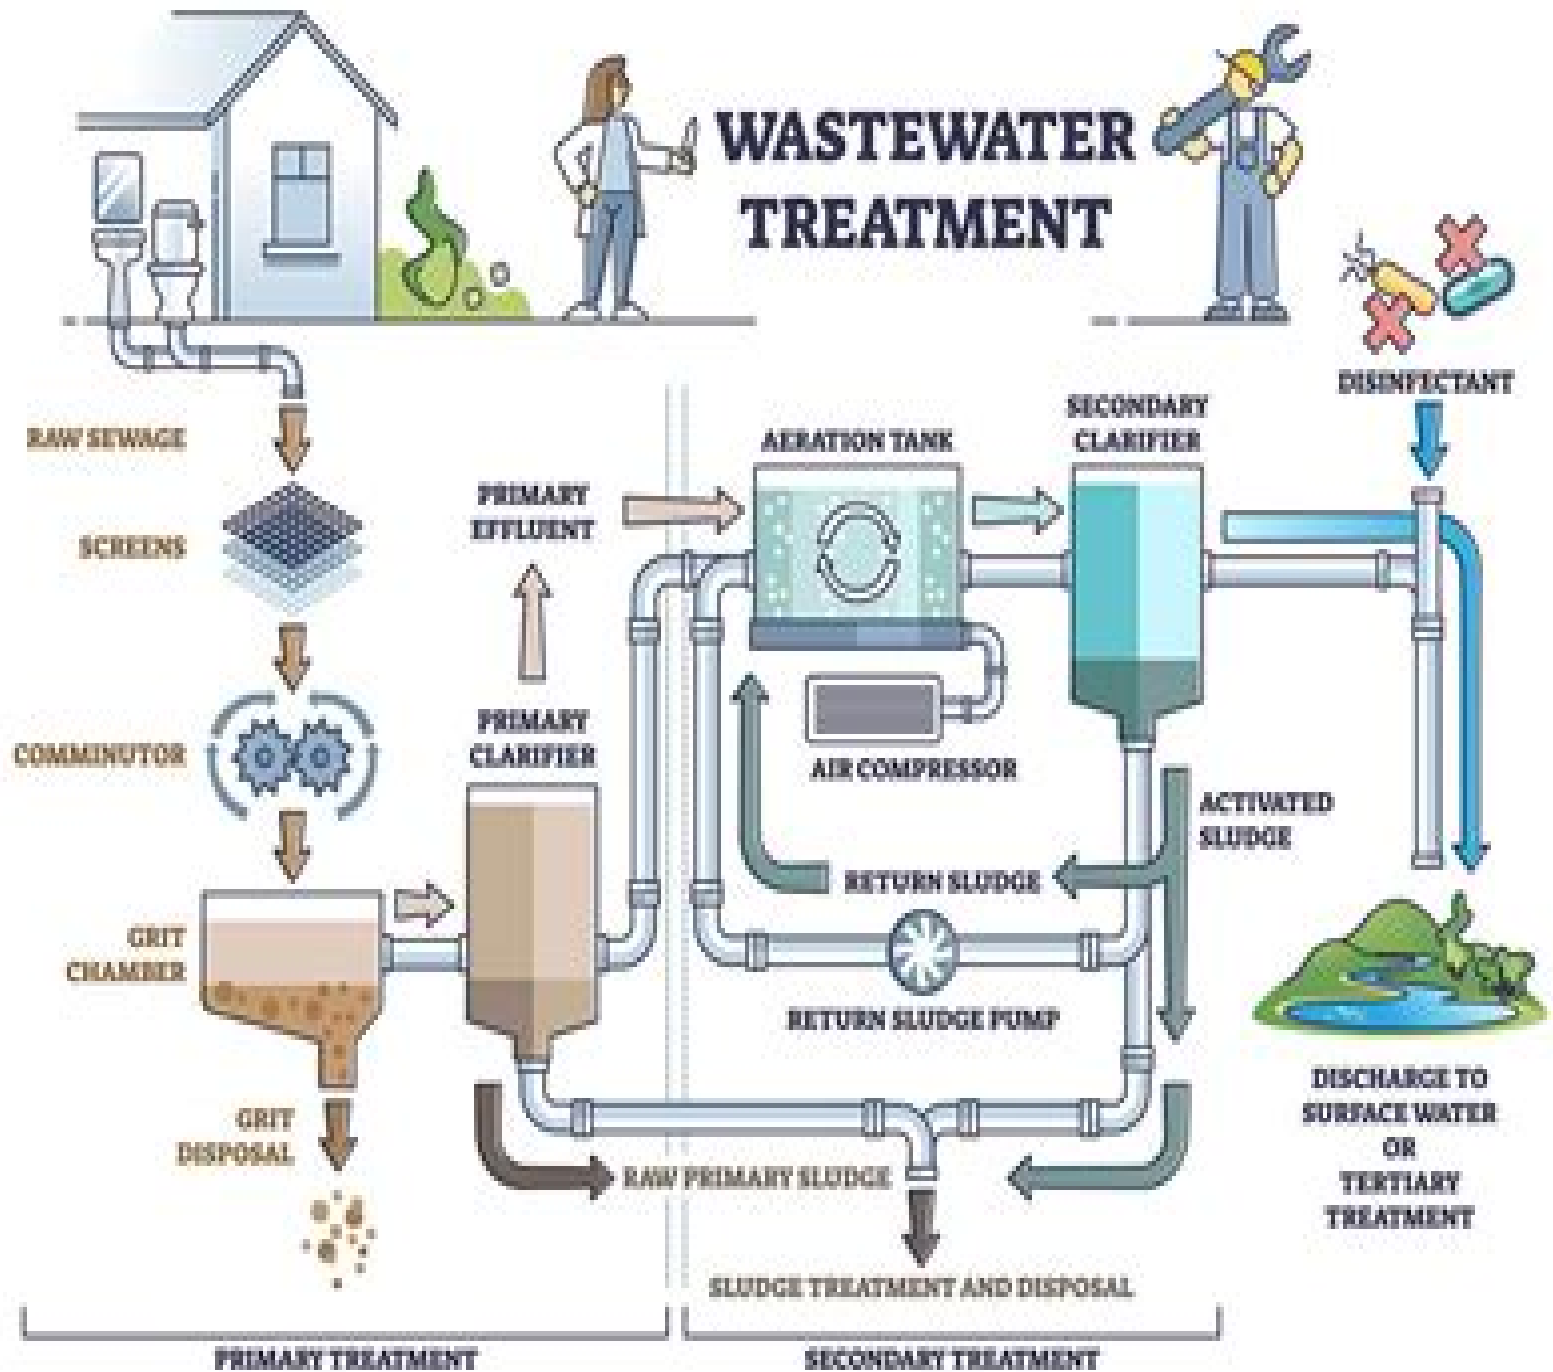 WASTEWATER
TREATMENT
DISINFECTANT
RAW SEWAGE
SCREENS
COMMINUTOR
GRIT
CHAMBER
GRIT
DISPOSAL
PRIMARY
EFFLUENT
PRIMARY
CLARIFIER
AERATION TANK
SECONDARY
CLARIFIER
AIR COMPRESSOR
ACTIVATED
SLUDGE
RETURN SLUDGE
RETURN SLUDGE PUMP
RAW PRIMARY SLUDGE
SLUDGE TREATMENT AND DISPOSAL
DISCHARGE TO
SURFACE WATER
OR
TERTIARY
TREATMENT
PRIMARY TREATMENT
SECONDARY TREATMENT